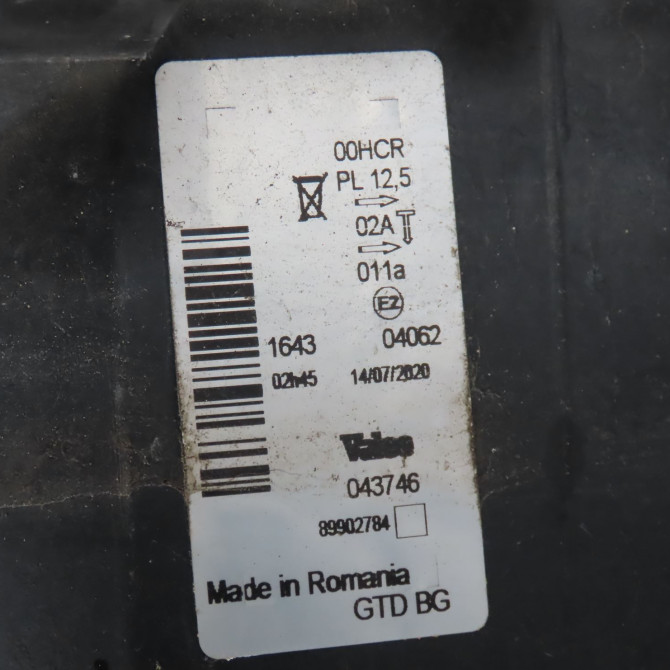 00HCR
PL 12,5
02A
011a
E2
1643 04062
02h45 14/07/2020
Valeo
043746
89902784
Made in Romania
GTD BG